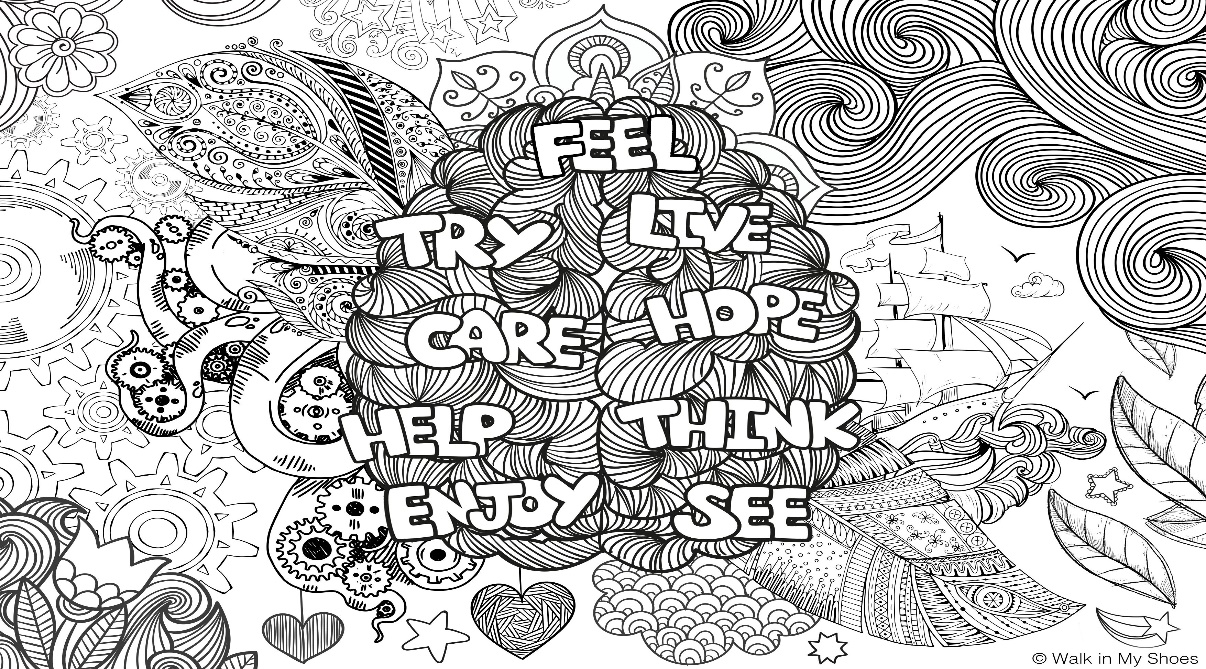 FEEL
TRY
LIVE
CARE
HOPE
HELP
THINK
ENJOY
SEE
© Walk in My Shoes